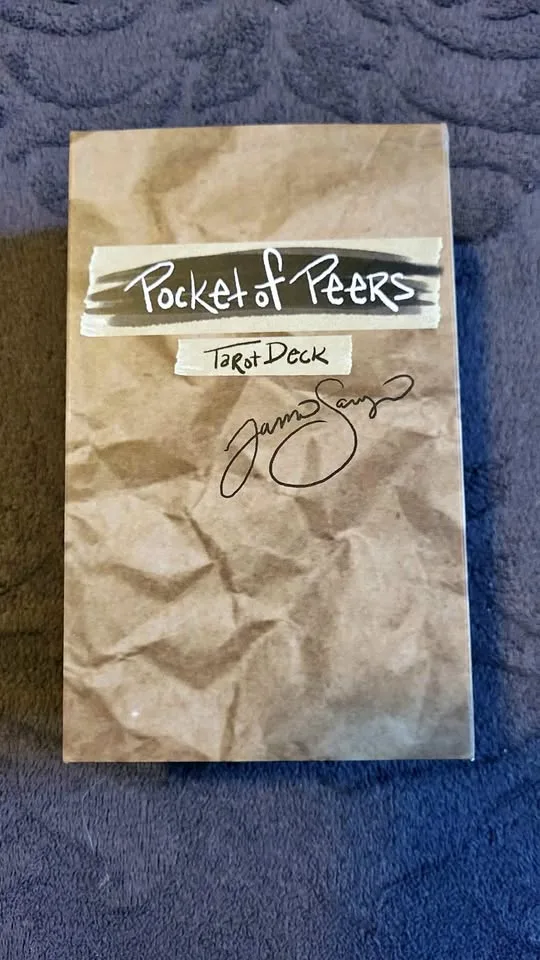 Pocket of Peers
Tarot Deck